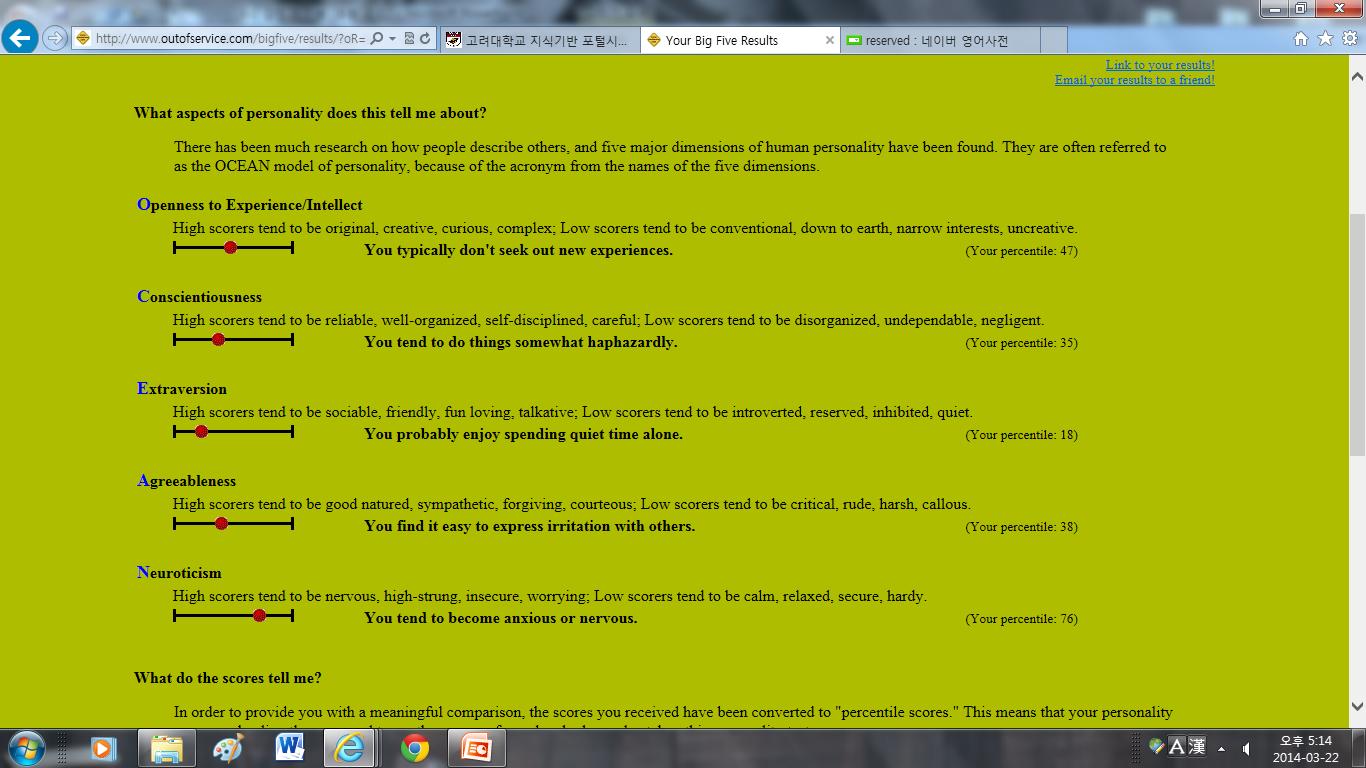 http://www.outofservice.com/bigfive/results/?oR=
고려대학교 지식기반 포털시...
Your Big Five Results
reserved : 네이버 영어사전
Link to your results!
Email your results to a friend!
What aspects of personality does this tell me about?
There has been much research on how people describe others, and five major dimensions of human personality have been found. They are often referred to
as the OCEAN model of personality, because of the acronym from the names of the five dimensions.
Openness to Experience/Intellect
High scorers tend to be original, creative, curious, complex; Low scorers tend to be conventional, down to earth, narrow interests, uncreative.
You typically don't seek out new experiences. (Your percentile: 47)
Conscientiousness
High scorers tend to be reliable, well-organized, self-disciplined, careful; Low scorers tend to be disorganized, undependable, negligent.
You tend to do things somewhat haphazardly. (Your percentile: 35)
Extraversion
High scorers tend to be sociable, friendly, fun loving, talkative; Low scorers tend to be introverted, reserved, inhibited, quiet.
You probably enjoy spending quiet time alone. (Your percentile: 18)
Agreeableness
High scorers tend to be good natured, sympathetic, forgiving, courteous; Low scorers tend to be critical, rude, harsh, callous.
You find it easy to express irritation with others. (Your percentile: 38)
Neuroticism
High scorers tend to be nervous, high-strung, insecure, worrying; Low scorers tend to be calm, relaxed, secure, hardy.
You tend to become anxious or nervous. (Your percentile: 76)
What do the scores tell me?
In order to provide you with a meaningful comparison, the scores you received have been converted to "percentile scores." This means that your personality
A 漢
오후 5:14
2014-03-22